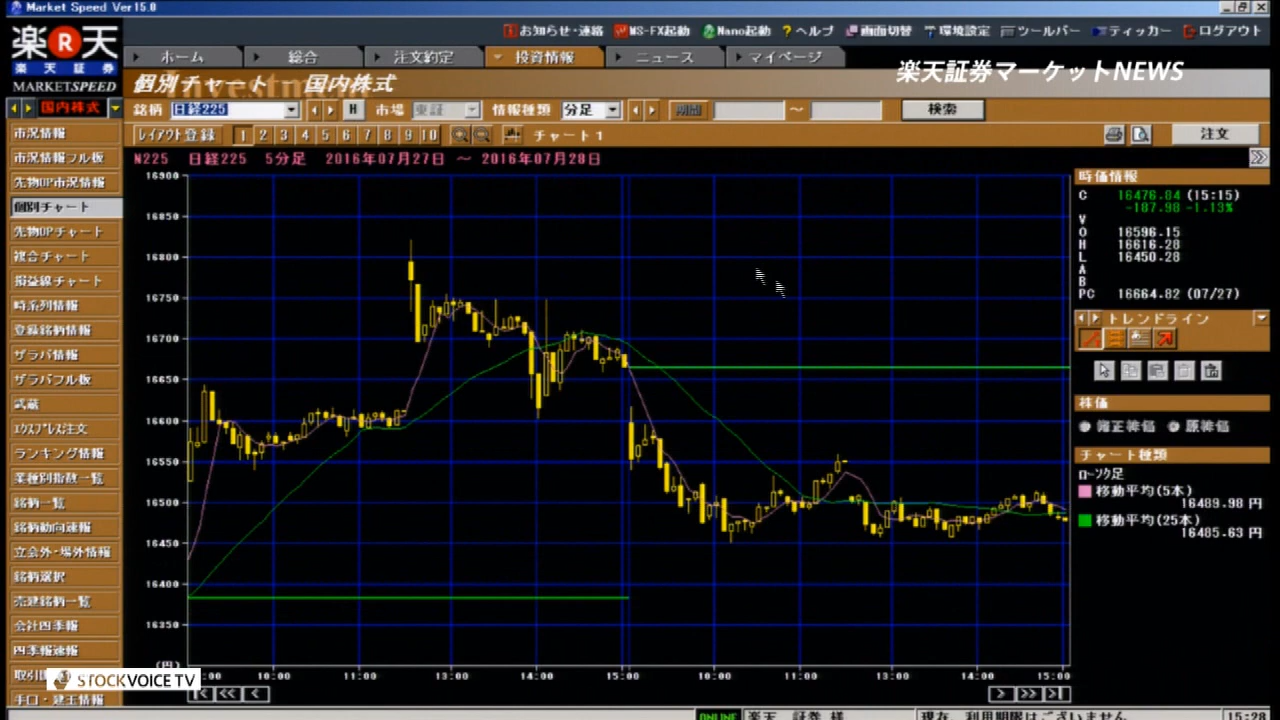 Market Speed Ver15.0
楽R天
楽天証券
MARKETSPEED
お知らせ・連絡 MS-FX起動 Nano起動 ヘルプ 画面切替 環境設定 ツールバー ティッカー ログアウト
ホーム 総合 注文約定 投資情報 ニュース マイページ
個別チャート 国内株式
楽天証券マーケットNEWS
国内株式
銘柄 日経225 H 市場 東証 情報種類 分足 期間 ～ 検索
レイアウト登録 1 2 3 4 5 6 7 8 9 10 チャート1 注文
市況情報
市況情報フル板
先物OP市況情報
個別チャート
先物OPチャート
複合チャート
損益線チャート
時系列情報
登録銘柄情報
ザラバ情報
ザラバフル板
武蔵
エクスプレス注文
ランキング情報
業種別指数一覧
銘柄一覧
銘柄動向速報
立会外・場外情報
銘柄選択
売建銘柄一覧
会社四季報
四季報速報
手口・建玉情報
N225 日経225 5分足 2016年07月27日 ～ 2016年07月28日
16900
16850
16800
16750
16700
16650
16600
16550
16500
16450
16400
16350
(円)
10:00 11:00 13:00 14:00 15:00 10:00 11:00 13:00 14:00 15:00
時価情報
C 16476.84 (15:15)
-187.98 -1.13%
V
O 16596.15
H 16616.28
L 16450.28
A
B
PC 16664.82 (07/27)
トレンドライン
株価
修正株価 原株価
チャート種類
ローソク足
移動平均(5本)
16489.98 円
移動平均(25本)
16485.63 円
STOCKVOICE TV
ONLINE 楽天 証券 様 現在、利用期限はございません 15:28